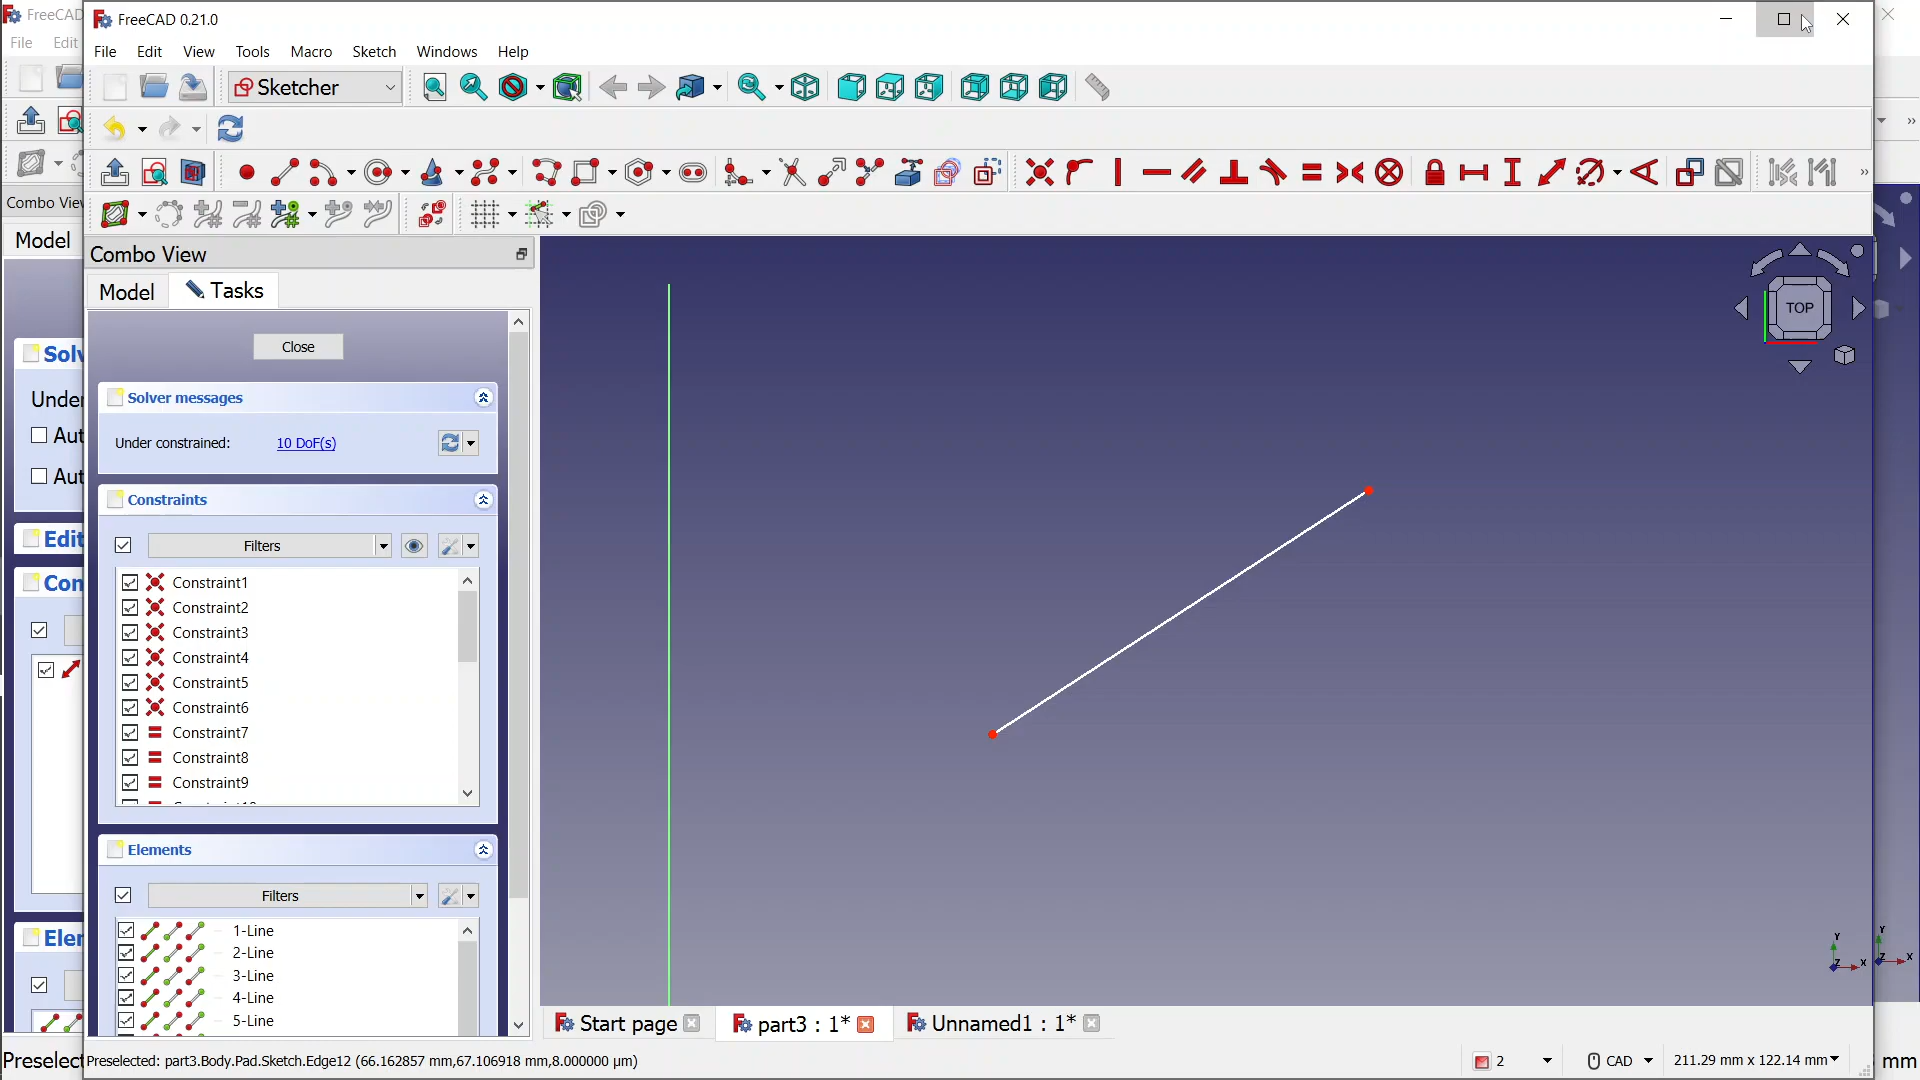 FreeCAD
File Edit
Combo View
Model
Solv
Under
Aut
Aut
Edit
Con
Eler
Preselect
FreeCAD 0.21.0
File Edit View Tools Macro Sketch Windows Help
Sketcher
»
Combo View
Model Tasks
Close
Solver messages
Under constrained: 10 DoF(s)
Constraints
Filters
Constraint1
Constraint2
Constraint3
Constraint4
Constraint5
Constraint6
Constraint7
Constraint8
Constraint9
Elements
Filters
1-Line
2-Line
3-Line
4-Line
5-Line
TOP
Y
Z X
Y
Z X
Start page part3 : 1* Unnamed1 : 1*
Preselected: part3.Body.Pad.Sketch.Edge12 (66.162857 mm,67.106918 mm,8.000000 μm) 2 CAD 211.29 mm x 122.14 mm mm